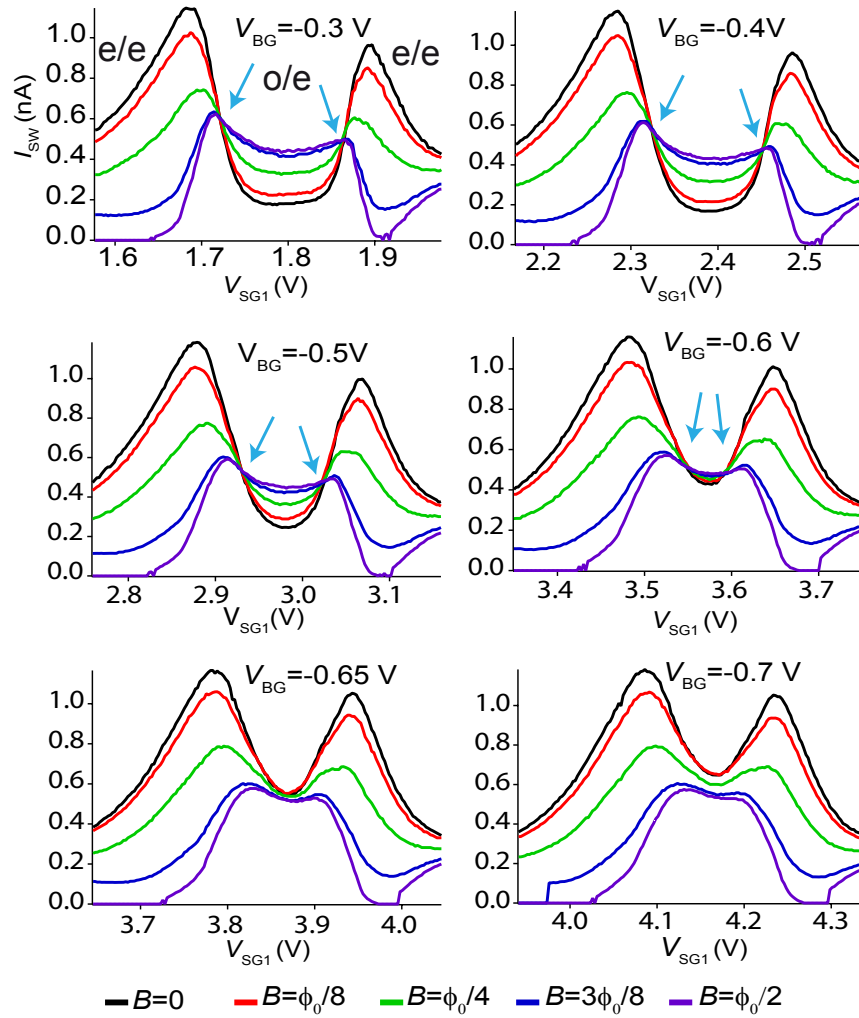 V_BG=-0.3 V
e/e
o/e
e/e
I_SW (nA)
1.0
0.8
0.6
0.4
0.2
0.0
1.6 1.7 1.8 1.9
V_SG1 (V)
V_BG=-0.4V
1.0
0.8
0.6
0.4
0.2
0.0
2.2 2.3 2.4 2.5
V_SG1(V)
V_BG=-0.5V
1.0
0.8
0.6
0.4
0.2
0.0
2.8 2.9 3.0 3.1
V_SG1 (V)
V_BG=-0.6 V
1.0
0.8
0.6
0.4
0.2
0.0
3.4 3.5 3.6 3.7
V_SG1 (V)
V_BG=-0.65 V
1.0
0.8
0.6
0.4
0.2
0.0
3.7 3.8 3.9 4.0
V_SG1 (V)
V_BG=-0.7 V
1.0
0.8
0.6
0.4
0.2
0.0
4.0 4.1 4.2 4.3
V_SG1 (V)
B=0 B=ϕ₀/8 B=ϕ₀/4 B=3ϕ₀/8 B=ϕ₀/2